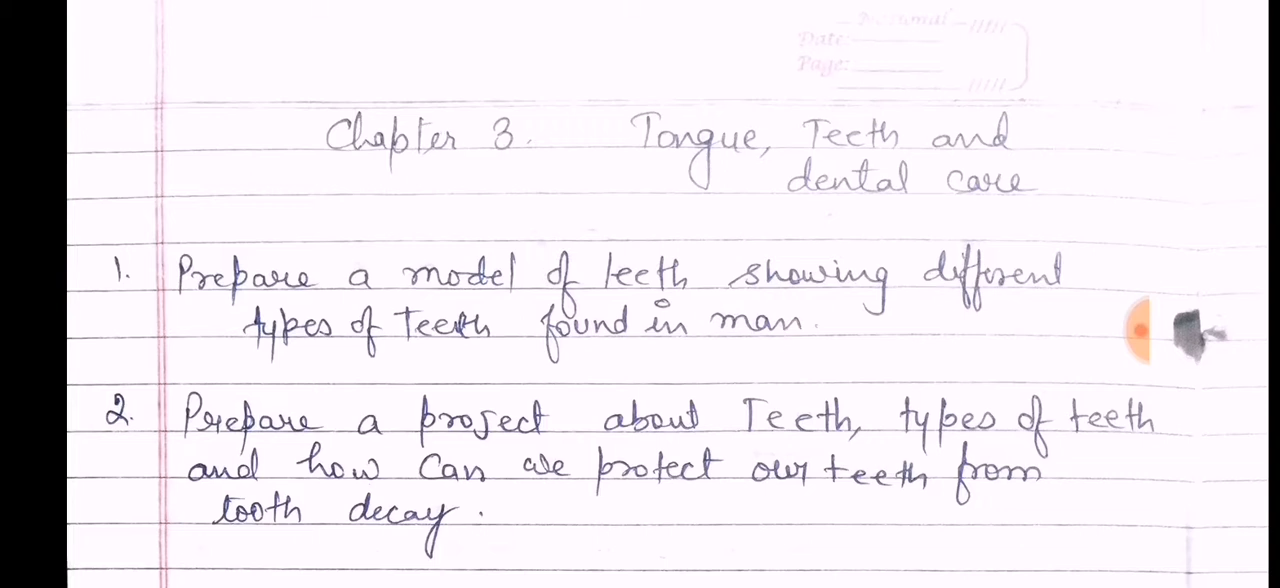 Date:
Page:
Chapter 3. Tongue, Teeth and
dental care
1. Prepare a model of teeth showing different
types of Teeth found in man.
2. Prepare a project about Teeth, types of teeth
and how can we protect our teeth from
tooth decay.